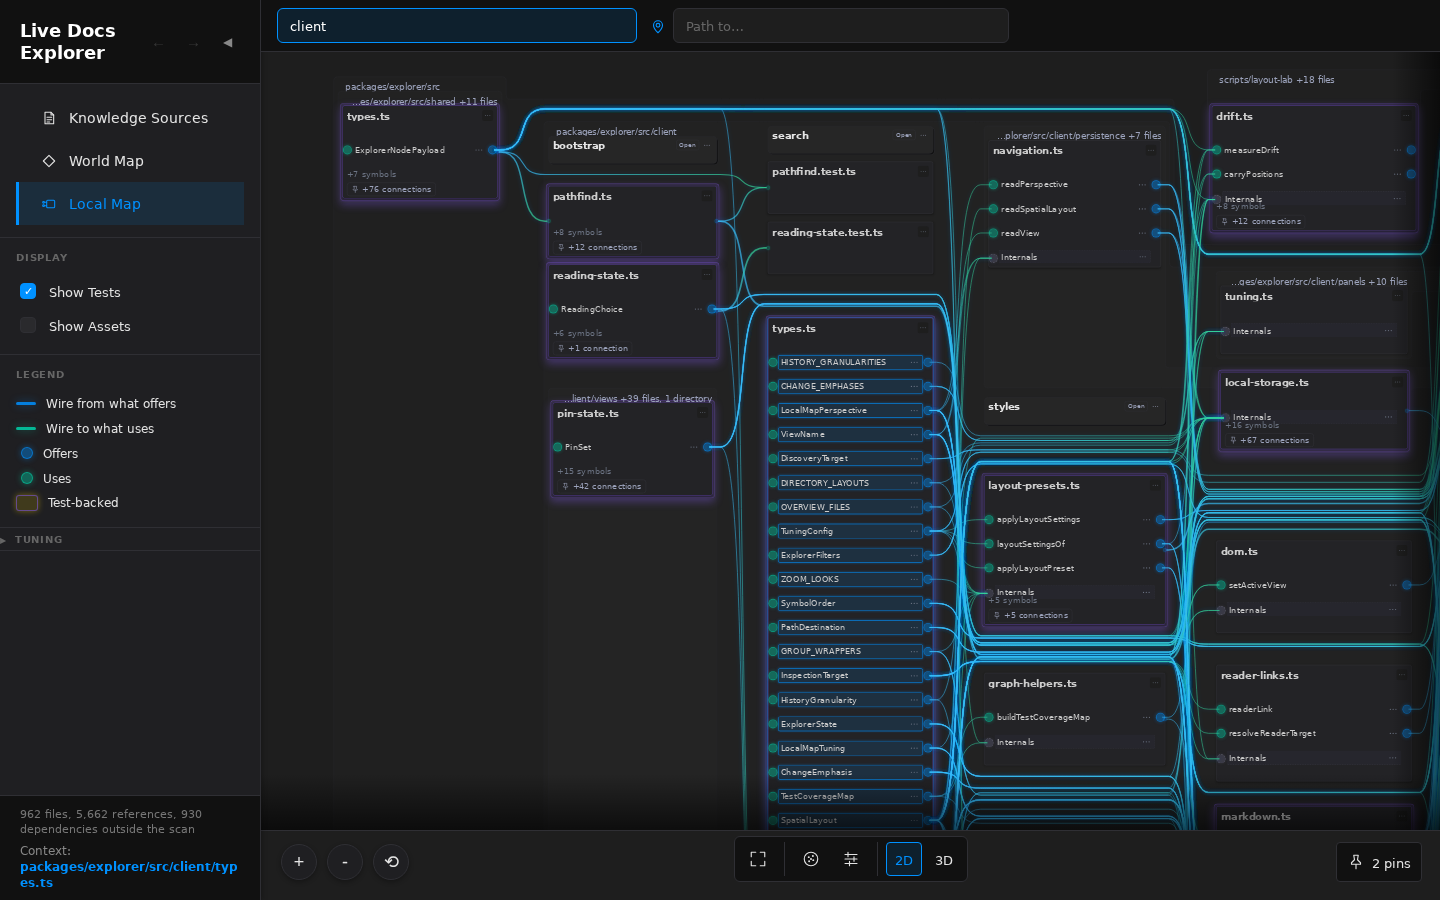 Live Docs
Explorer
← → ◀
Knowledge Sources
World Map
Local Map
DISPLAY
Show Tests
Show Assets
LEGEND
Wire from what offers
Wire to what uses
Offers
Uses
Test-backed
TUNING
962 files, 5,662 references, 930
dependencies outside the scan
Context:
packages/explorer/src/client/typ
es.ts
client
Path to...
packages/explorer/src
...es/explorer/src/shared +11 files
types.ts
ExplorerNodePayload
+7 symbols
+76 connections
packages/explorer/src/client
bootstrap
Open
pathfind.ts
+8 symbols
+12 connections
reading-state.ts
ReadingChoice
+6 symbols
+1 connection
...lient/views +39 files, 1 directory
pin-state.ts
PinSet
+15 symbols
+42 connections
search
Open
pathfind.test.ts
reading-state.test.ts
types.ts
HISTORY_GRANULARITIES
CHANGE_EMPHASES
LocalMapPerspective
ViewName
DiscoveryTarget
DIRECTORY_LAYOUTS
OVERVIEW_FILES
TuningConfig
ExplorerFilters
ZOOM_LOOKS
SymbolOrder
PathDestination
GROUP_WRAPPERS
InspectionTarget
HistoryGranularity
ExplorerState
LocalMapTuning
ChangeEmphasis
TestCoverageMap
SpatialLayout
...plorer/src/client/persistence +7 files
navigation.ts
readPerspective
readSpatialLayout
readView
Internals
styles
Open
layout-presets.ts
applyLayoutSettings
layoutSettingsOf
applyLayoutPreset
Internals
+5 symbols
+5 connections
graph-helpers.ts
buildTestCoverageMap
Internals
scripts/layout-lab +18 files
drift.ts
measureDrift
carryPositions
Internals
+8 symbols
+12 connections
...ges/explorer/src/client/panels +10 files
tuning.ts
Internals
local-storage.ts
Internals
+16 symbols
+67 connections
dom.ts
setActiveView
Internals
reader-links.ts
readerLink
resolveReaderTarget
Internals
markdown.ts
+ - ⟲
2D 3D
2 pins